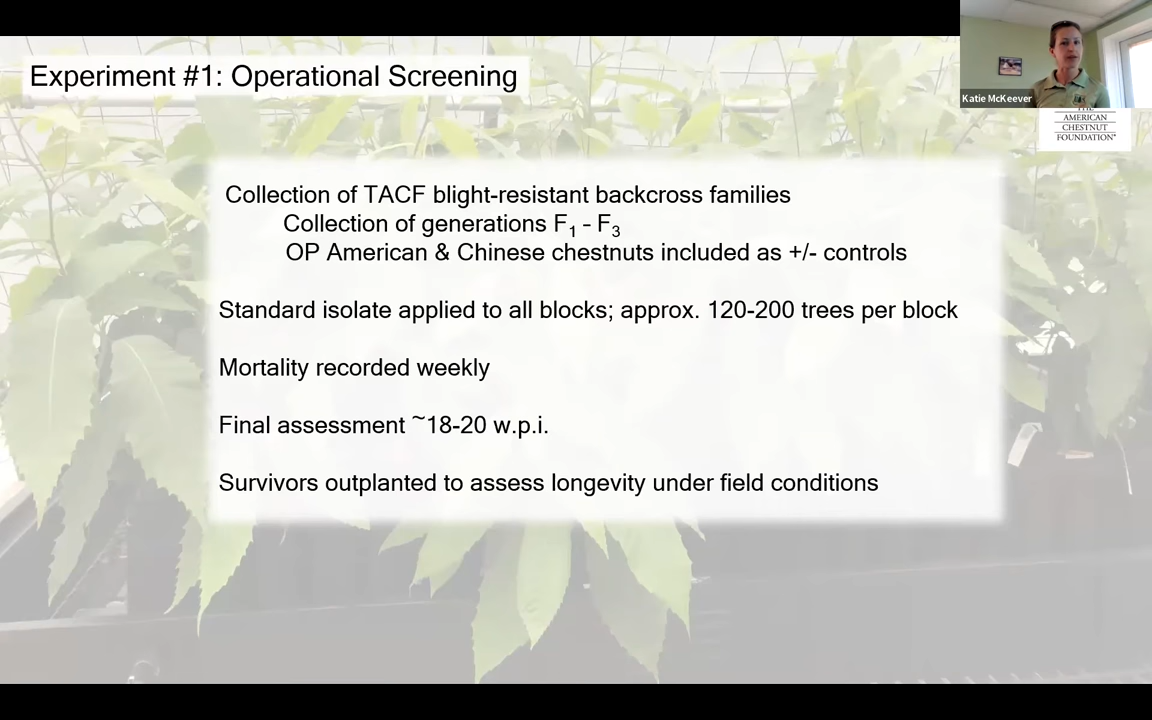 Experiment #1: Operational Screening
Katie McKeever
THE
AMERICAN
CHESTNUT
FOUNDATION®
Collection of TACF blight-resistant backcross families
Collection of generations F₁ - F₃
OP American & Chinese chestnuts included as +/- controls
Standard isolate applied to all blocks; approx. 120-200 trees per block
Mortality recorded weekly
Final assessment ~18-20 w.p.i.
Survivors outplanted to assess longevity under field conditions